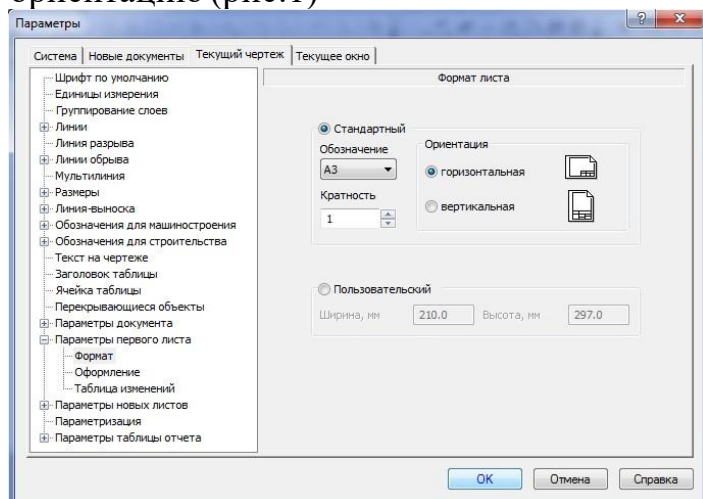 ориентацию (рис.1)
Параметры
Система Новые документы Текущий чертеж Текущее окно
Шрифт по умолчанию
Единицы измерения
Группирование слоев
Линии
Линия разрыва
Линии обрыва
Мультилиния
Размеры
Линия-выноска
Обозначения для машиностроения
Обозначения для строительства
Текст на чертеже
Заголовок таблицы
Ячейка таблицы
Перекрывающиеся объекты
Параметры документа
Параметры первого листа
Формат
Оформление
Таблица изменений
Параметры новых листов
Параметризация
Параметры таблицы отчета
Формат листа
Стандартный
Обозначение
А3
Кратность
1
Ориентация
горизонтальная
вертикальная
Пользовательский
Ширина, мм 210.0 Высота, мм 297.0
OK Отмена Справка